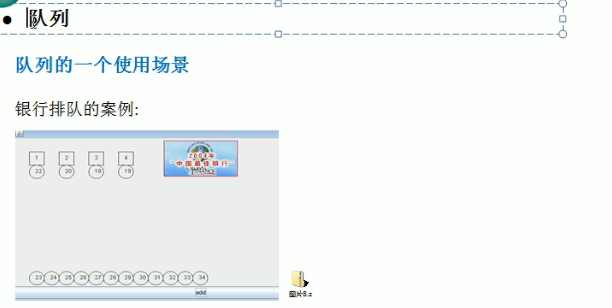 • 队列
队列的一个使用场景
银行排队的案例:
2004年
"中国最佳银行"
1 2 3 4
22 20 18 19
23 24 25 26 27 28 29 30 31 32 33 34
add
图片8.z